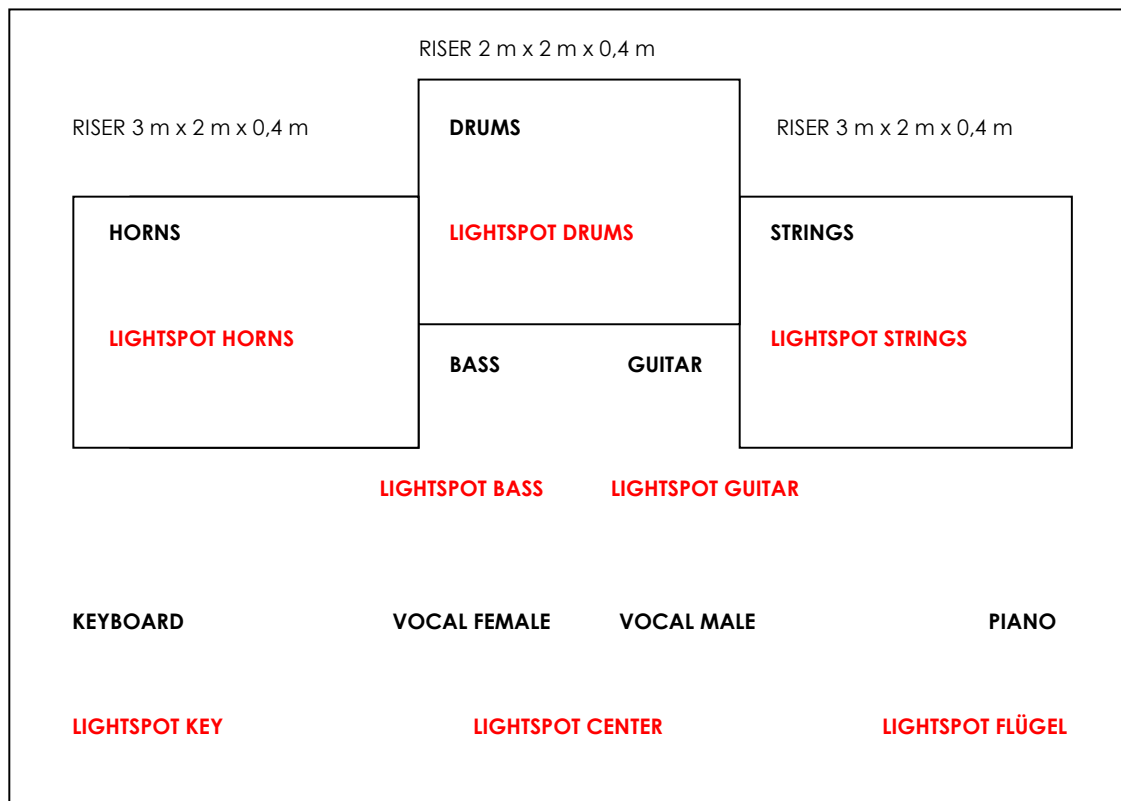 RISER 2 m x 2 m x 0,4 m
RISER 3 m x 2 m x 0,4 m
DRUMS
RISER 3 m x 2 m x 0,4 m
HORNS
LIGHTSPOT DRUMS
STRINGS
LIGHTSPOT HORNS
LIGHTSPOT STRINGS
BASS
GUITAR
LIGHTSPOT BASS
LIGHTSPOT GUITAR
KEYBOARD
VOCAL FEMALE
VOCAL MALE
PIANO
LIGHTSPOT KEY
LIGHTSPOT CENTER
LIGHTSPOT FLÜGEL